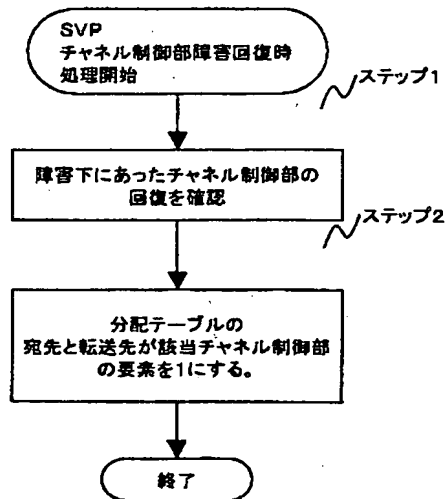 SVP
チャネル制御部障害回復時
処理開始
ステップ1
障害下にあったチャネル制御部の
回復を確認
ステップ2
分配テーブルの
宛先と転送先が該当チャネル制御部
の要素を1にする。
終了